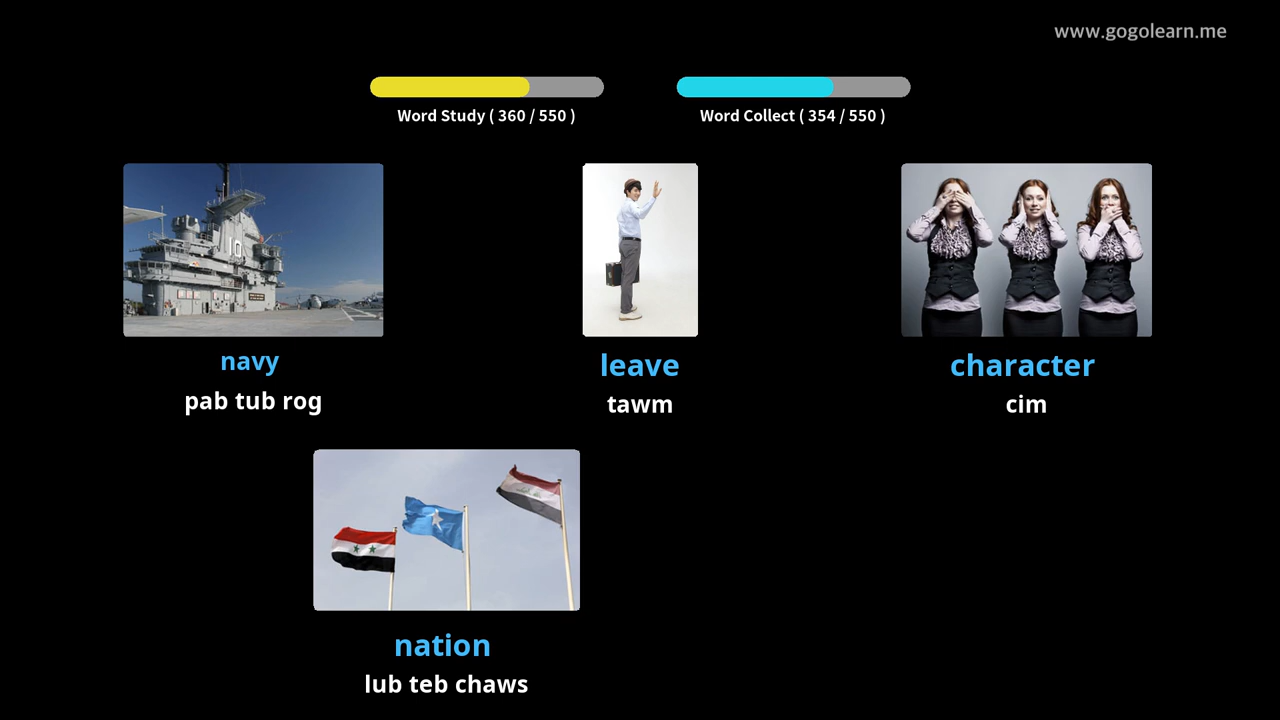 www.gogolearn.me
Word Study ( 360 / 550 )
Word Collect ( 354 / 550 )
10
navy
pab tub rog
leave
tawm
character
cim
nation
lub teb chaws